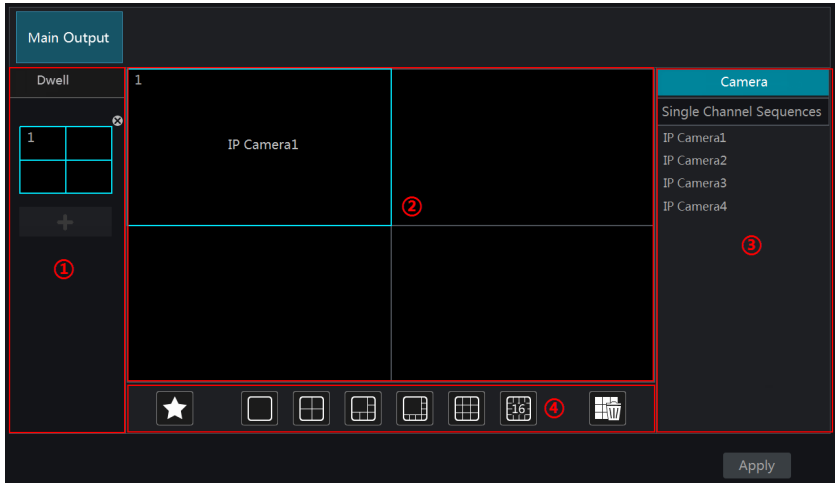 Main Output
Dwell
1
1
IP Camera1
Camera
Single Channel Sequences
IP Camera1
IP Camera2
IP Camera3
IP Camera4
①
②
③
16
④
Apply